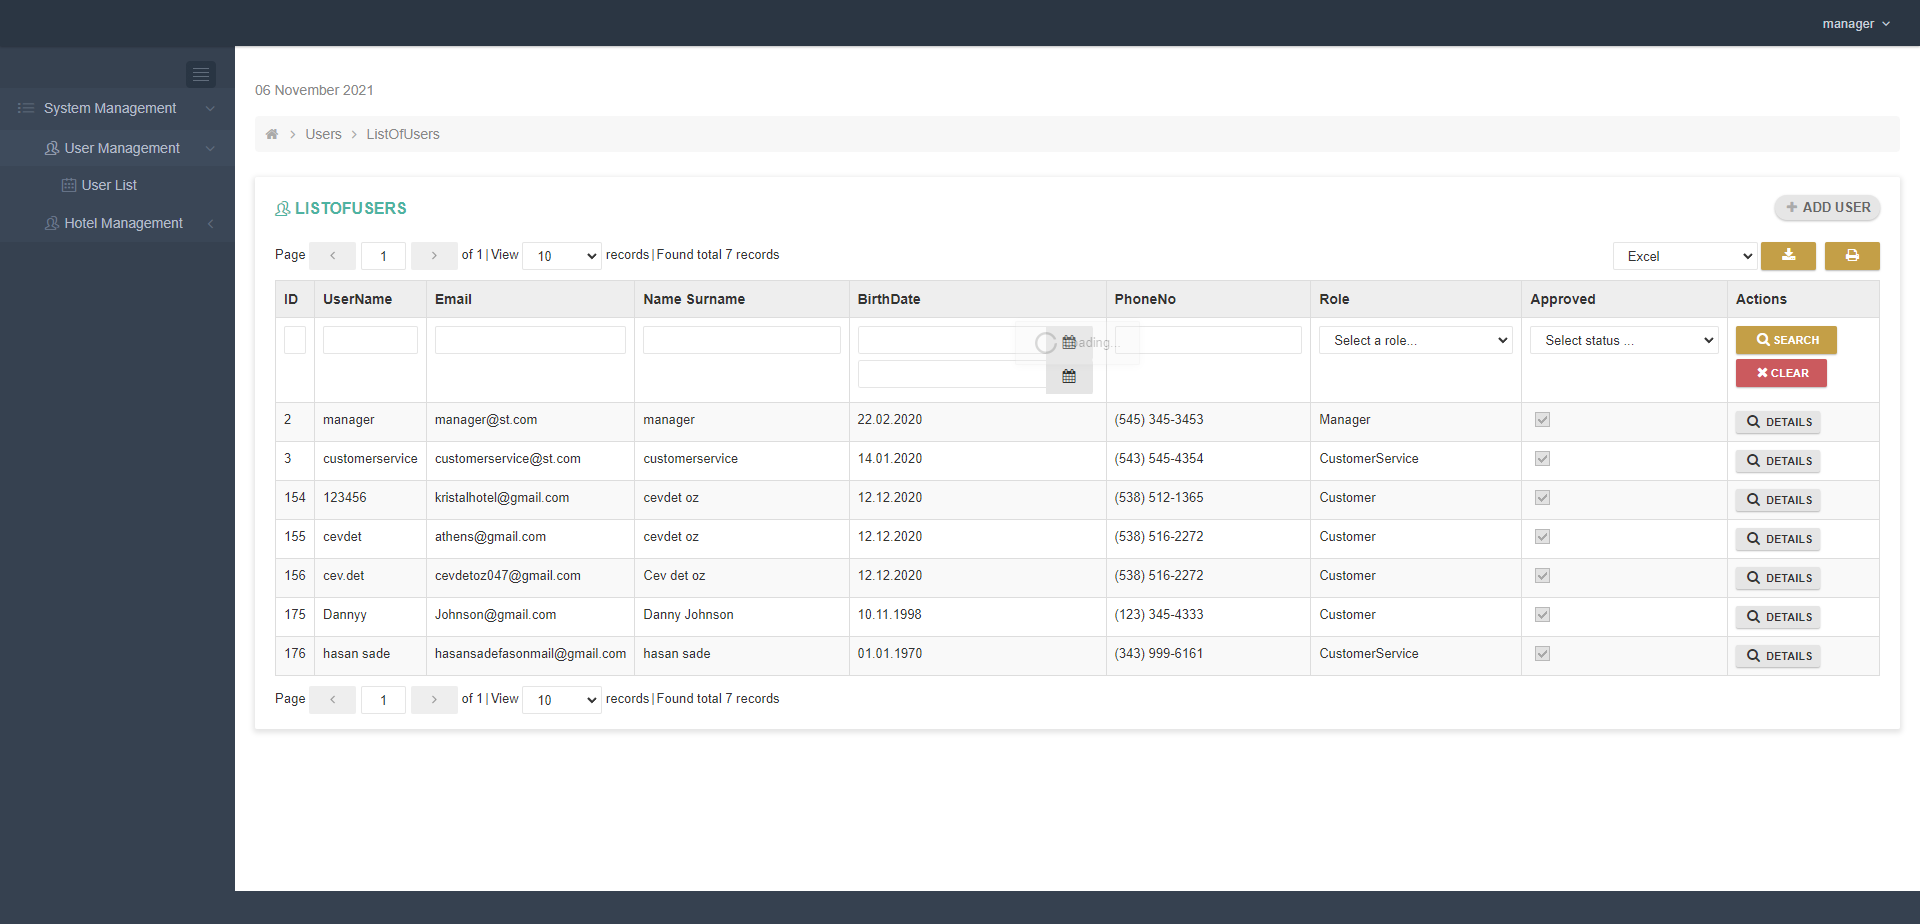 manager
System Management
User Management
User List
Hotel Management
06 November 2021
Users ListOfUsers
LISTOFUSERS
ADD USER
Page 1 of 1 | View 10 records | Found total 7 records
Excel
ID UserName Email Name Surname BirthDate PhoneNo Role Approved Actions
Select a role... Select status ... SEARCH
CLEAR
2 manager manager@st.com manager 22.02.2020 (545) 345-3453 Manager DETAILS
3 customerservice customerservice@st.com customerservice 14.01.2020 (543) 545-4354 CustomerService DETAILS
154 123456 kristalhotel@gmail.com cevdet oz 12.12.2020 (538) 512-1365 Customer DETAILS
155 cevdet athens@gmail.com cevdet oz 12.12.2020 (538) 516-2272 Customer DETAILS
156 cev.det cevdetoz047@gmail.com Cev det oz 12.12.2020 (538) 516-2272 Customer DETAILS
175 Dannyy Johnson@gmail.com Danny Johnson 10.11.1998 (123) 345-4333 Customer DETAILS
176 hasan sade hasansadefasonmail@gmail.com hasan sade 01.01.1970 (343) 999-6161 CustomerService DETAILS
Page 1 of 1 | View 10 records | Found total 7 records